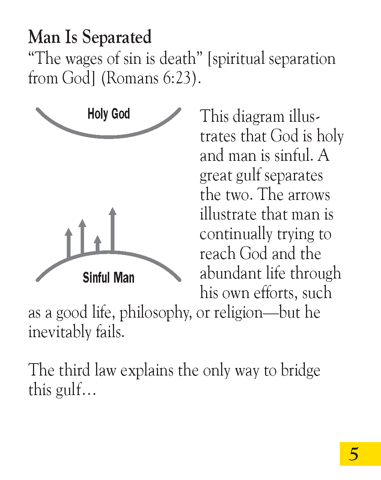 Man Is Separated
“The wages of sin is death” [spiritual separation
from God] (Romans 6:23).
Holy God
Sinful Man
This diagram illus-
trates that God is holy
and man is sinful. A
great gulf separates
the two. The arrows
illustrate that man is
continually trying to
reach God and the
abundant life through
his own efforts, such
as a good life, philosophy, or religion—but he
inevitably fails.
The third law explains the only way to bridge
this gulf…
5